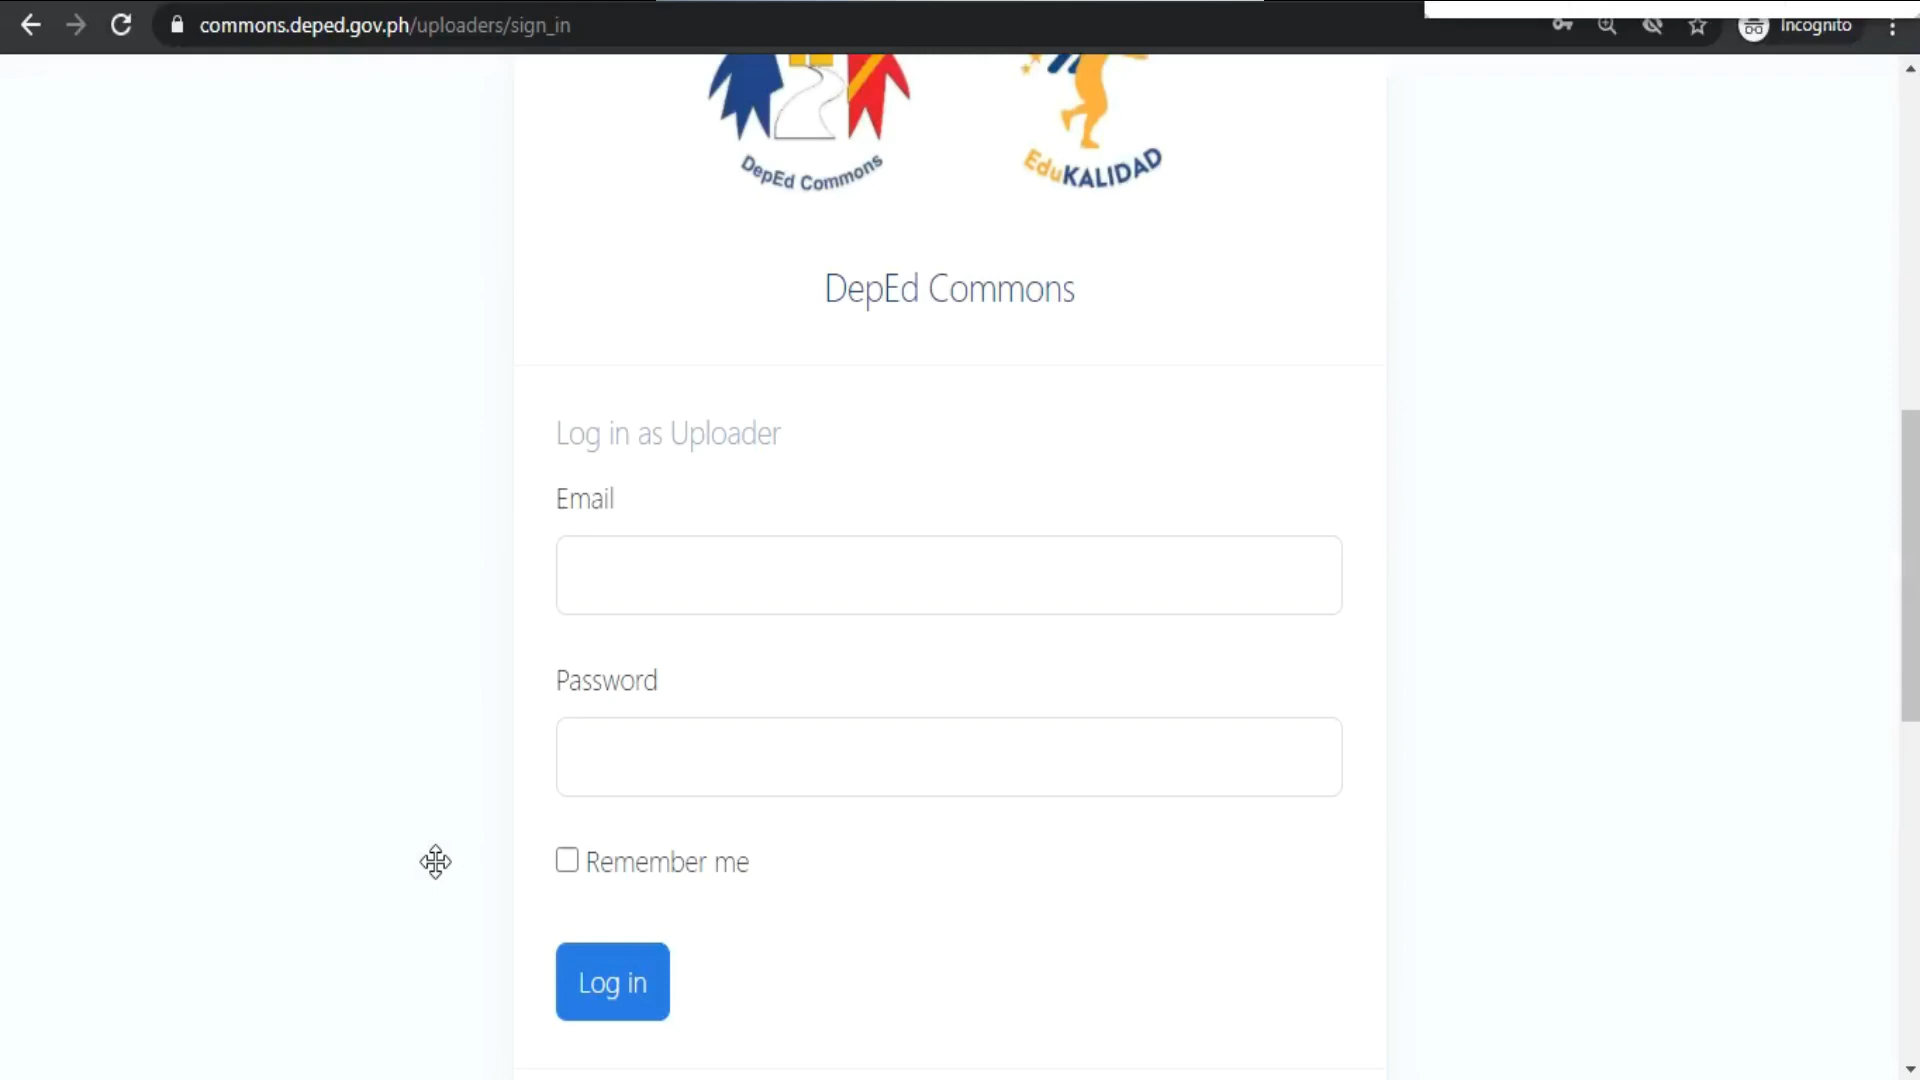 commons.deped.gov.ph/uploaders/sign_in
Incognito
DepEd Commons
EduKALIDAD
DepEd Commons
Log in as Uploader
Email
Password
Remember me
Log in